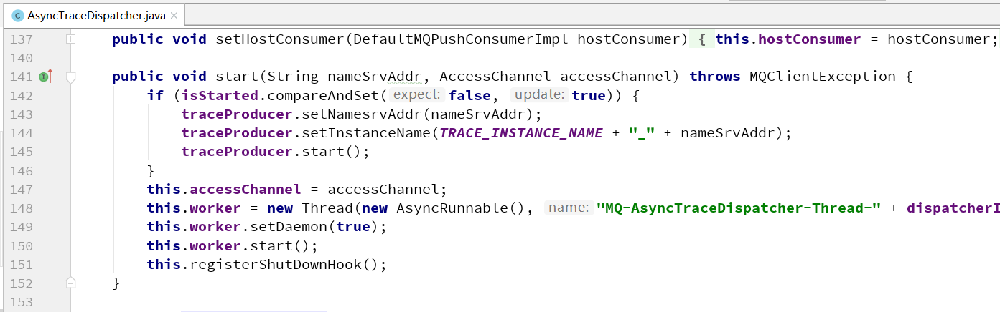 AsyncTraceDispatcher.java
137 public void setHostConsumer(DefaultMQPushConsumerImpl hostConsumer) { this.hostConsumer = hostConsumer;
140
141 public void start(String nameSrvAddr, AccessChannel accessChannel) throws MQClientException {
142 if (isStarted.compareAndSet( expect: false, update: true)) {
143 traceProducer.setNamesrvAddr(nameSrvAddr);
144 traceProducer.setInstanceName(TRACE_INSTANCE_NAME + "_" + nameSrvAddr);
145 traceProducer.start();
146 }
147 this.accessChannel = accessChannel;
148 this.worker = new Thread(new AsyncRunnable(), name: "MQ-AsyncTraceDispatcher-Thread-" + dispatcherI
149 this.worker.setDaemon(true);
150 this.worker.start();
151 this.registerShutDownHook();
152 }
153